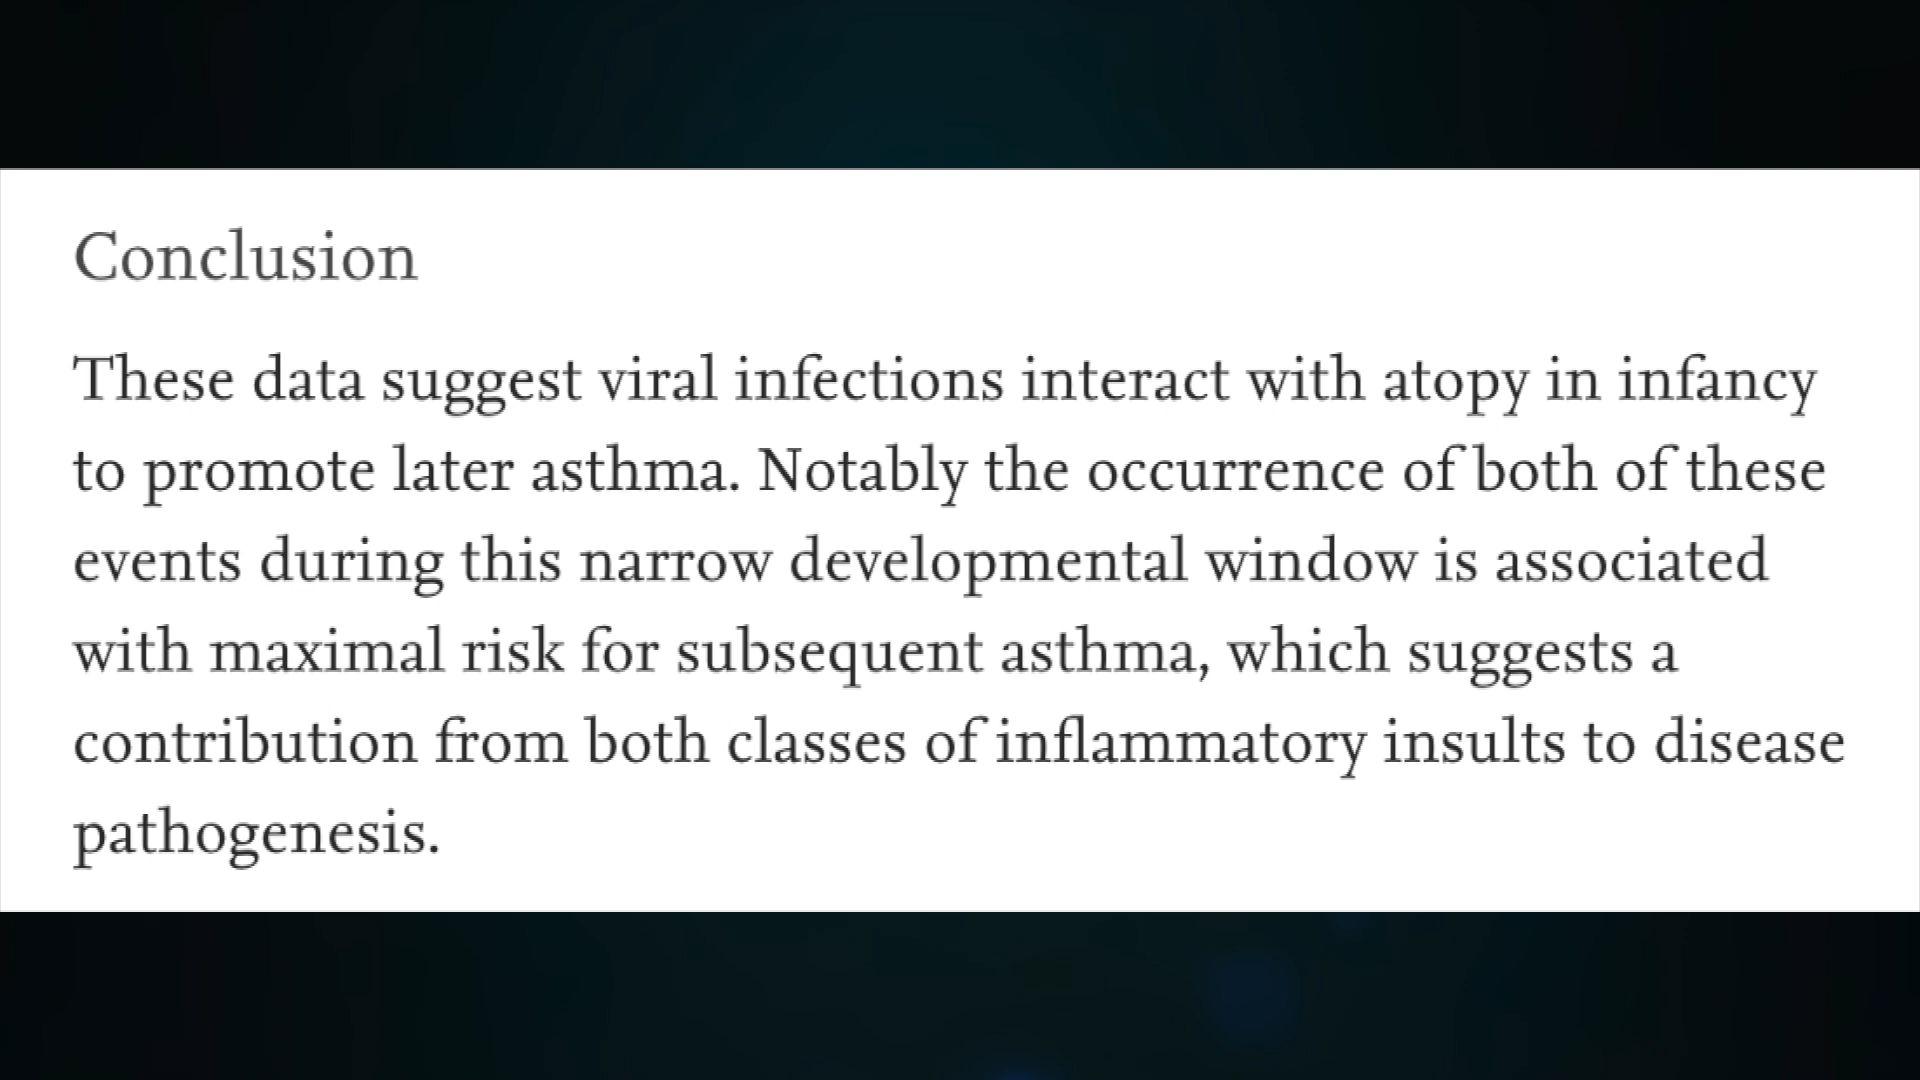 Conclusion
These data suggest viral infections interact with atopy in infancy
to promote later asthma. Notably the occurrence of both of these
events during this narrow developmental window is associated
with maximal risk for subsequent asthma, which suggests a
contribution from both classes of inflammatory insults to disease
pathogenesis.